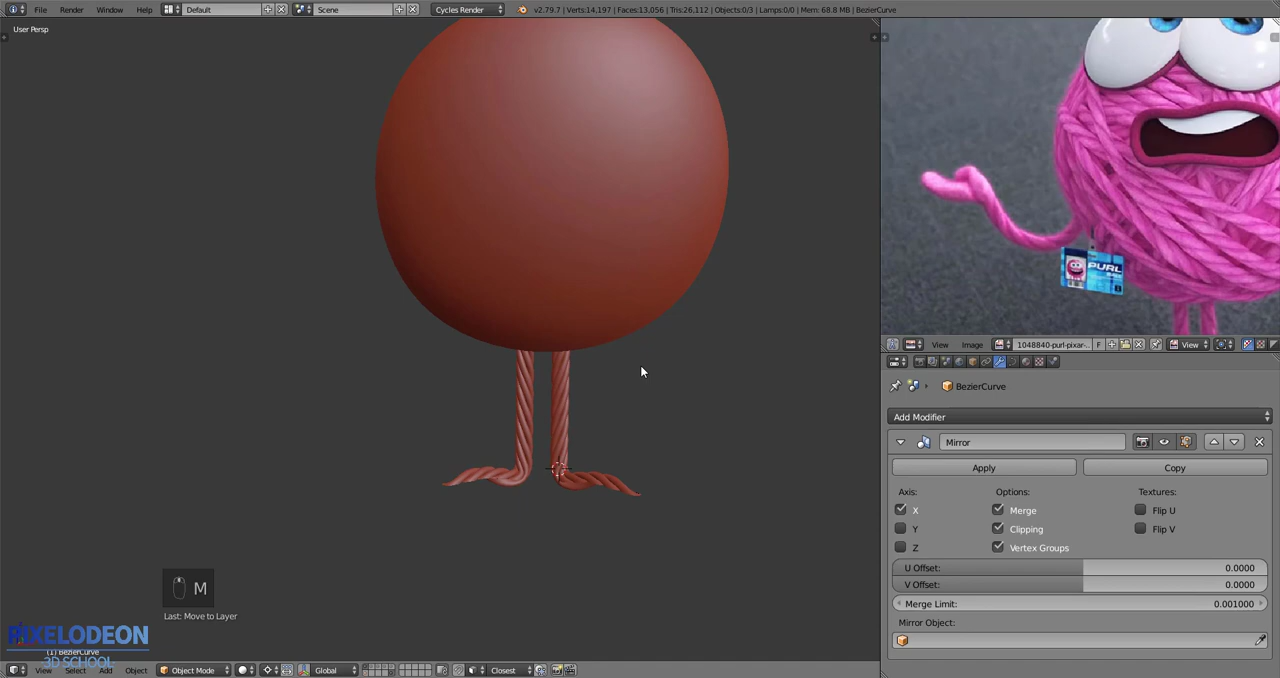 File Render Window Help Default Scene Cycles Render v2.79.7 | Verts:14,197 | Faces:13,056 | Tris:26,112 | Objects:0/3 | Lamps:0/0 | Mem: 68.8 MB | BezierCurve
User Persp
PURL
View Image 1048840-purl-pixar-.. F View
BezierCurve
Add Modifier
Mirror
Apply Copy
Axis: Options: Textures:
X Merge Flip U
Y Clipping Flip V
Z Vertex Groups
U Offset: 0.0000
V Offset: 0.0000
Merge Limit: 0.001000
Mirror Object:
M
Last: Move to Layer
PIXELODEON
3D SCHOOL
(1) BezierCurve
View Select Add Object Object Mode Global Closest